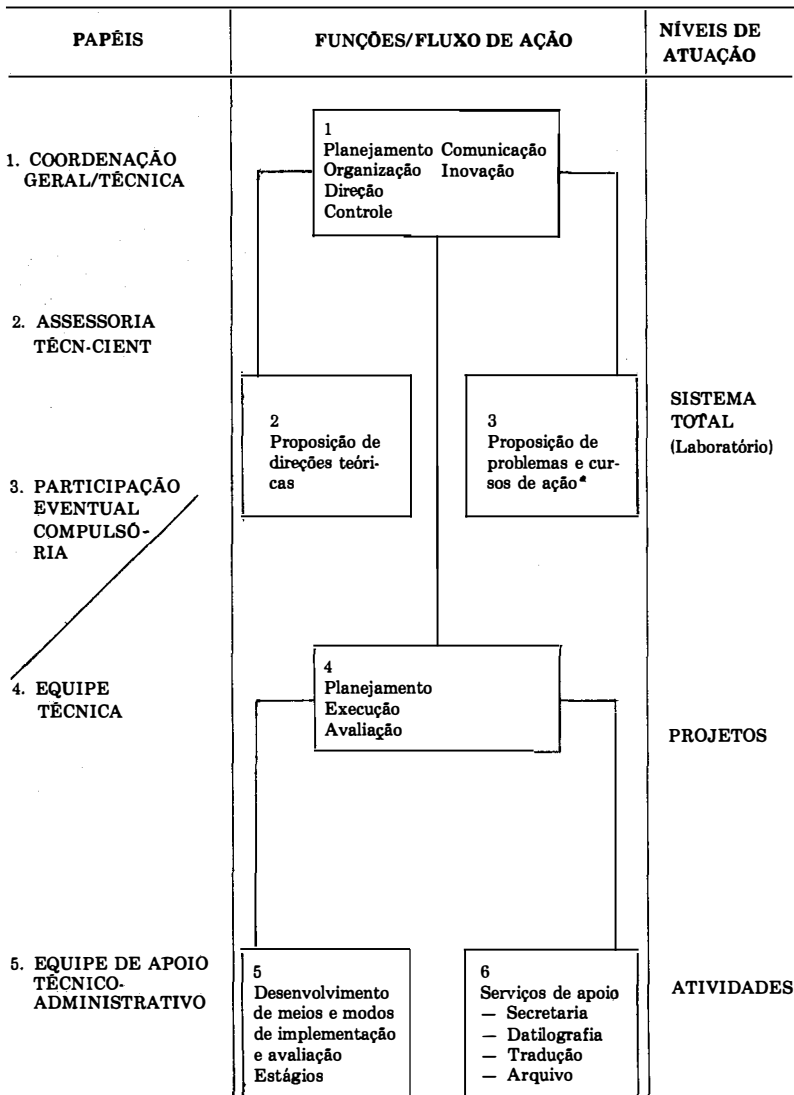 PAPÉIS
FUNÇÕES/FLUXO DE AÇÃO
NÍVEIS DE
ATUAÇÃO
1. COORDENAÇÃO
GERAL/TÉCNICA
1
Planejamento Comunicação
Organização Inovação
Direção
Controle
2. ASSESSORIA
TÉCN-CIENT
2
Proposição de
direções teóri-
cas
3
Proposição de
problemas e cur-
sos de ação
SISTEMA
TOTAL
(Laboratório)
3. PARTICIPAÇÃO
EVENTUAL
COMPULSÓ-
RIA
4. EQUIPE
TÉCNICA
4
Planejamento
Execução
Avaliação
PROJETOS
5. EQUIPE DE APOIO
TÉCNICO-
ADMINISTRATIVO
5
Desenvolvimento
de meios e modos
de implementação
e avaliação
Estágios
6
Serviços de apoio
— Secretaria
— Datilografia
— Tradução
— Arquivo
ATIVIDADES